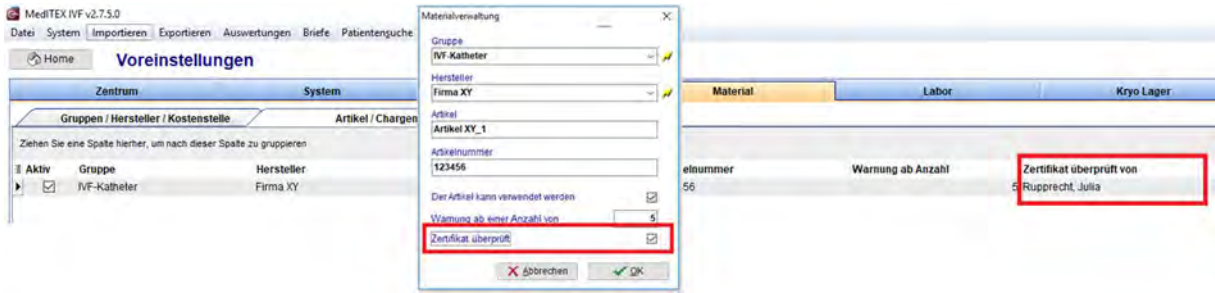 MedITEX IVF v2.7.5.0
Datei System Importieren Exportieren Auswertungen Briefe Patientensuche
Home Voreinstellungen
Zentrum System Material Labor Kryo Lager
Gruppen / Hersteller / Kostenstelle Artikel / Chargen
Ziehen Sie eine Spalte hierher, um nach dieser Spalte zu gruppieren
Aktiv Gruppe Hersteller elnummer Warnung ab Anzahl Zertifikat überprüft von
IVF-Katheter Firma XY 56 5 Rupprecht, Julia
Materialverwaltung
Gruppe
IVF-Katheter
Hersteller
Firma XY
Artikel
Artikel XY_1
Artikelnummer
123456
Der Artikel kann verwendet werden
Warnung ab einer Anzahl von 5
Zertifikat überprüft
Abbrechen OK